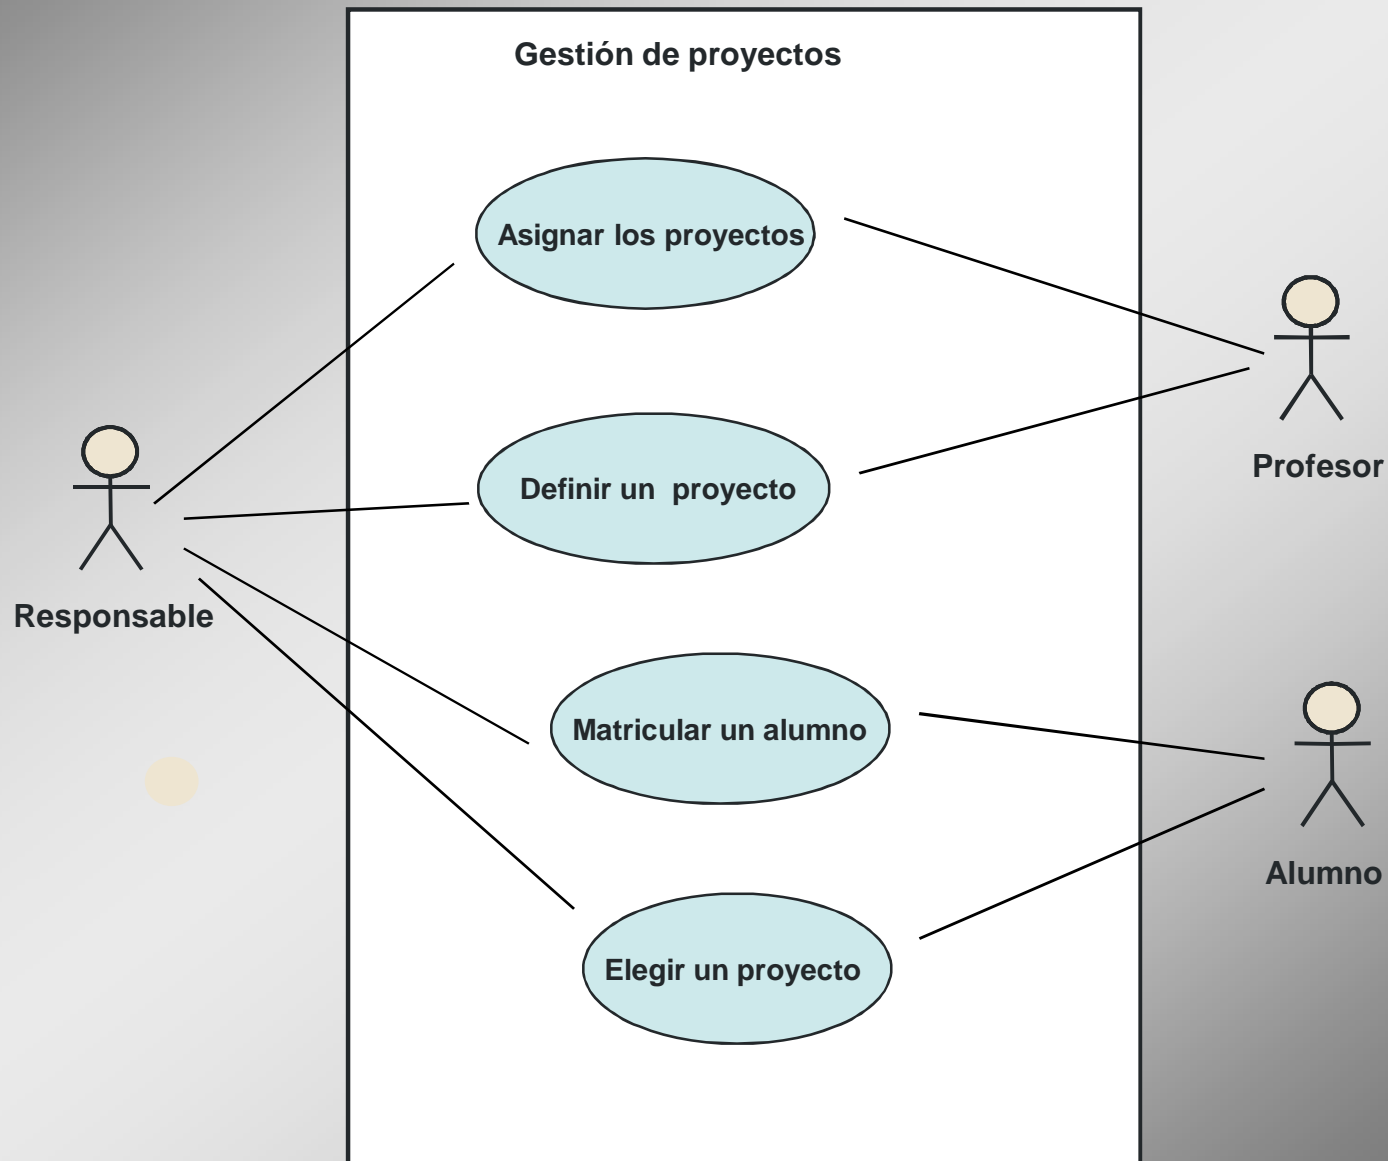 Gestión de proyectos
Asignar los proyectos
Profesor
Definir un proyecto
Responsable
Matricular un alumno
Alumno
Elegir un proyecto